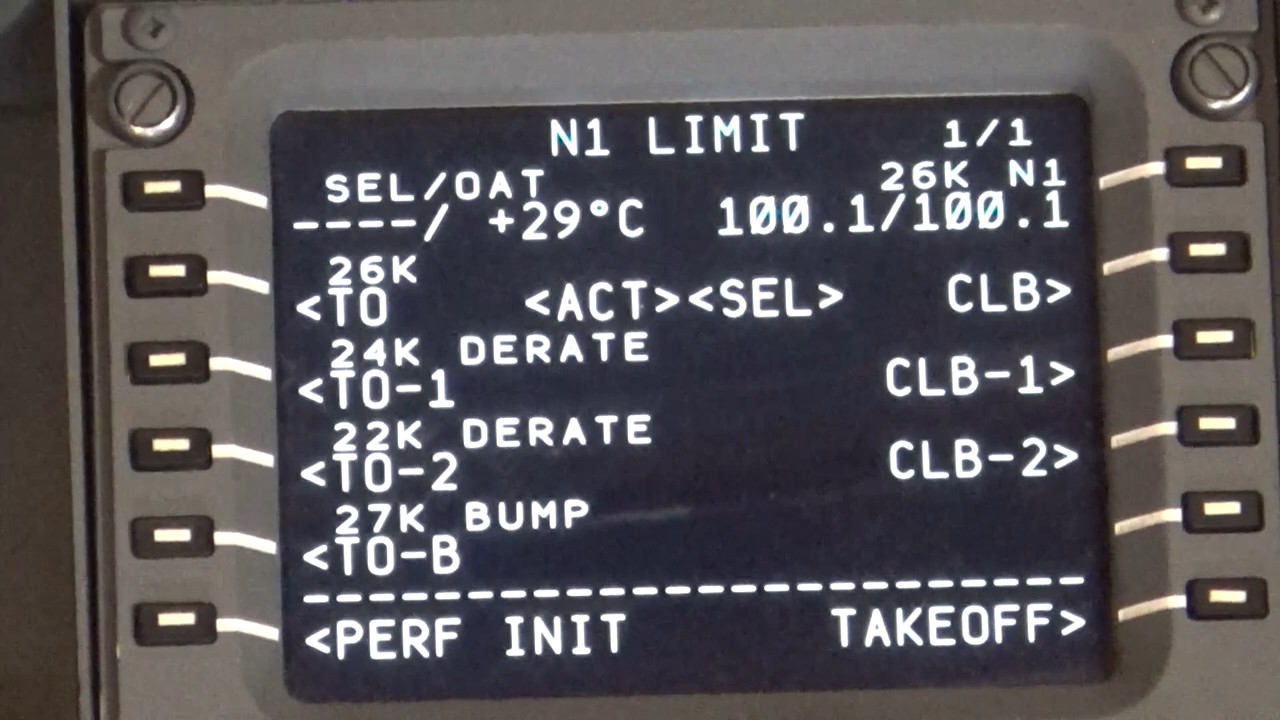 N1 LIMIT 1/1
SEL/OAT 26K N1
----/ +29°C 100.1/100.1
26K
<TO <ACT><SEL> CLB>
24K DERATE
<TO-1 CLB-1>
22K DERATE
<TO-2 CLB-2>
27K BUMP
<TO-B
------------------------
<PERF INIT TAKEOFF>